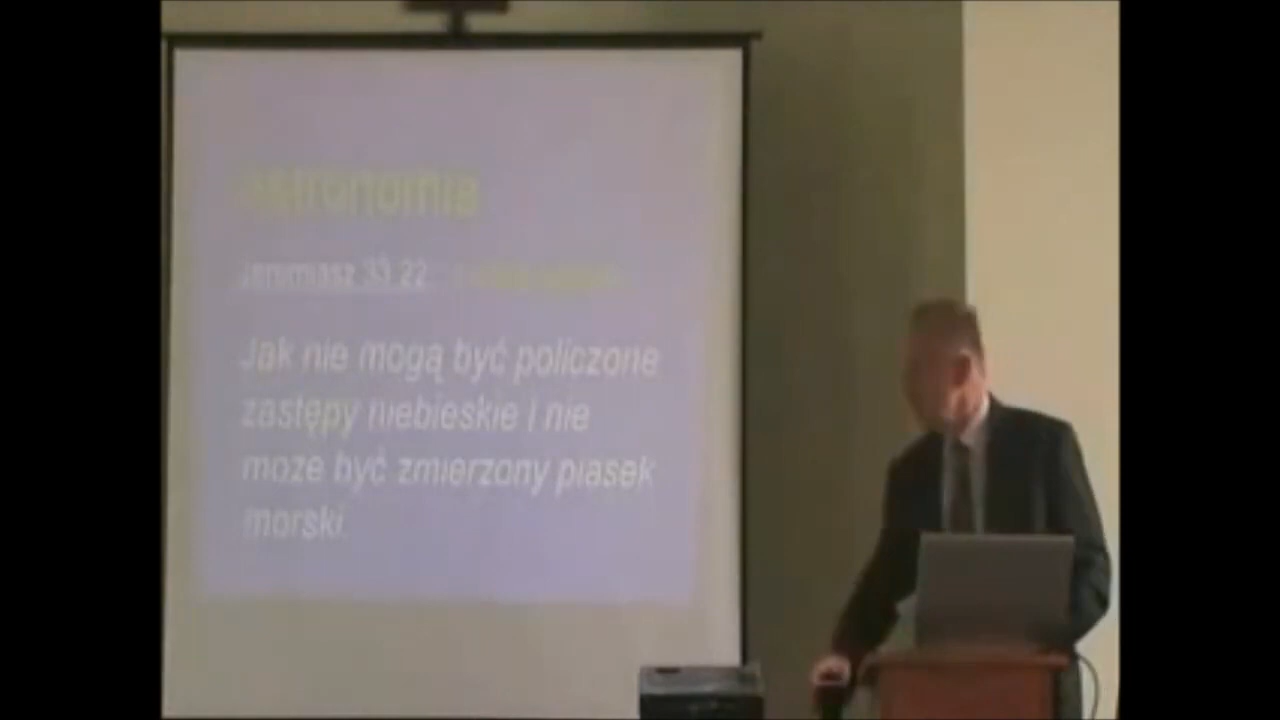 astronomia
Jeremiasz 33.22
Jak nie mogą być policzone
zastępy niebieskie i nie
może być zmierzony piasek
morski.